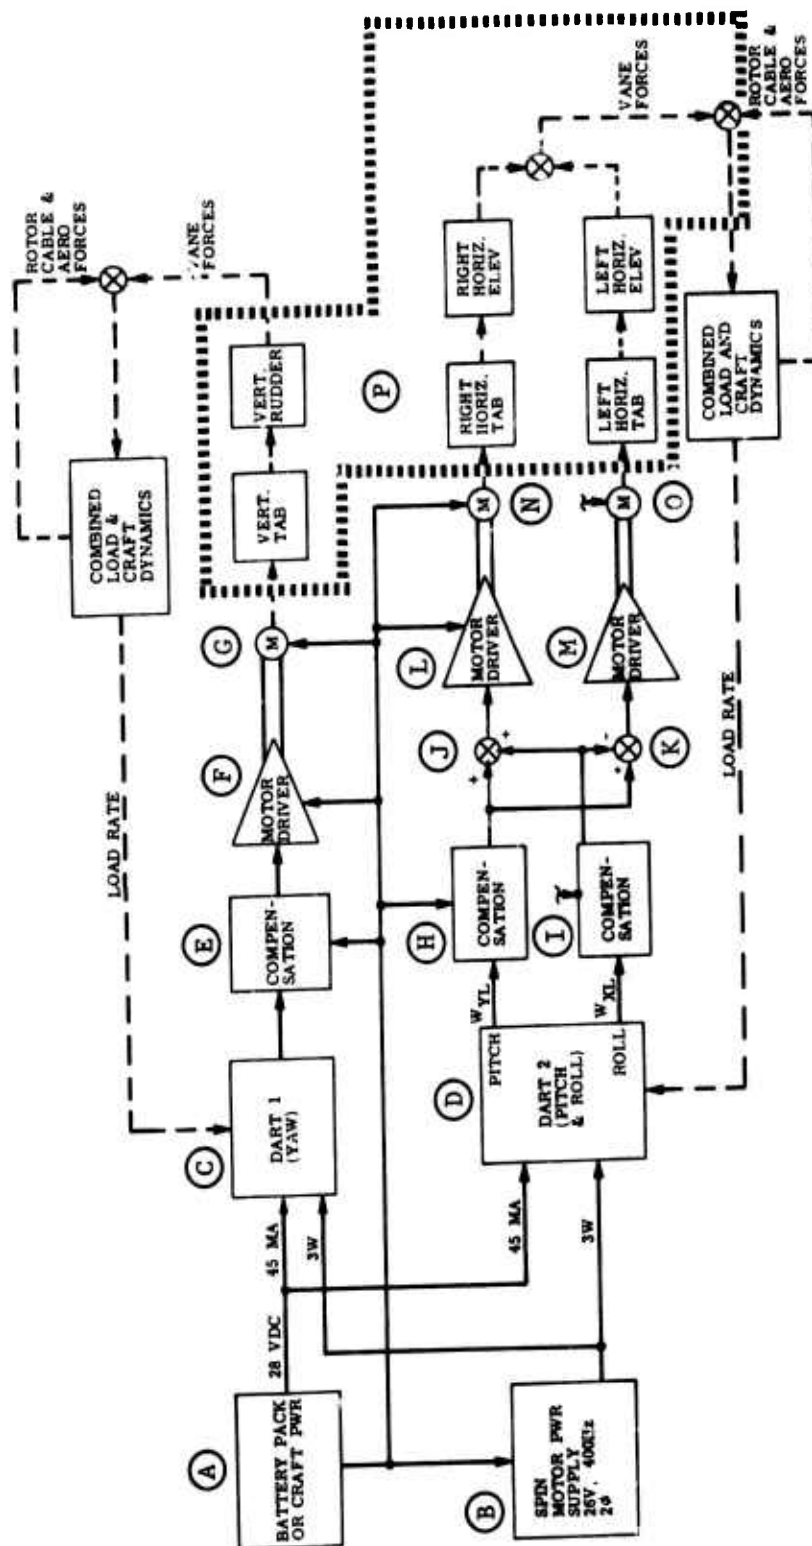 A
BATTERY PACK
OR CRAFT PWR
B
SPIN
MOTOR PWR
SUPPLY
26V, 400Hz
2ϕ
28 VDC
45 MA
3W
45 MA
3W
C
DART 1
(YAW)
D
PITCH
DART 2
(PITCH
& ROLL)
ROLL
W_YL
W_XL
LOAD RATE
E
COMPEN-
SATION
F
MOTOR
DRIVER
G
M
H
COMPEN-
SATION
I
COMPEN-
SATION
J
+
+
K
+
-
L
MOTOR
DRIVER
M
MOTOR
DRIVER
N
M
O
M
P
VERT.
TAB
VERT.
RUDDER
RIGHT
HORIZ.
TAB
RIGHT
HORIZ.
ELEV
LEFT
HORIZ.
TAB
LEFT
HORIZ.
ELEV
COMBINED
LOAD &
CRAFT
DYNAMICS
ROTOR
CABLE &
AERO
FORCES
VANE
FORCES
VANE
FORCES
ROTOR
CABLE &
AERO
FORCES
COMBINED
LOAD AND
CRAFT
DYNAMICS
LOAD RATE